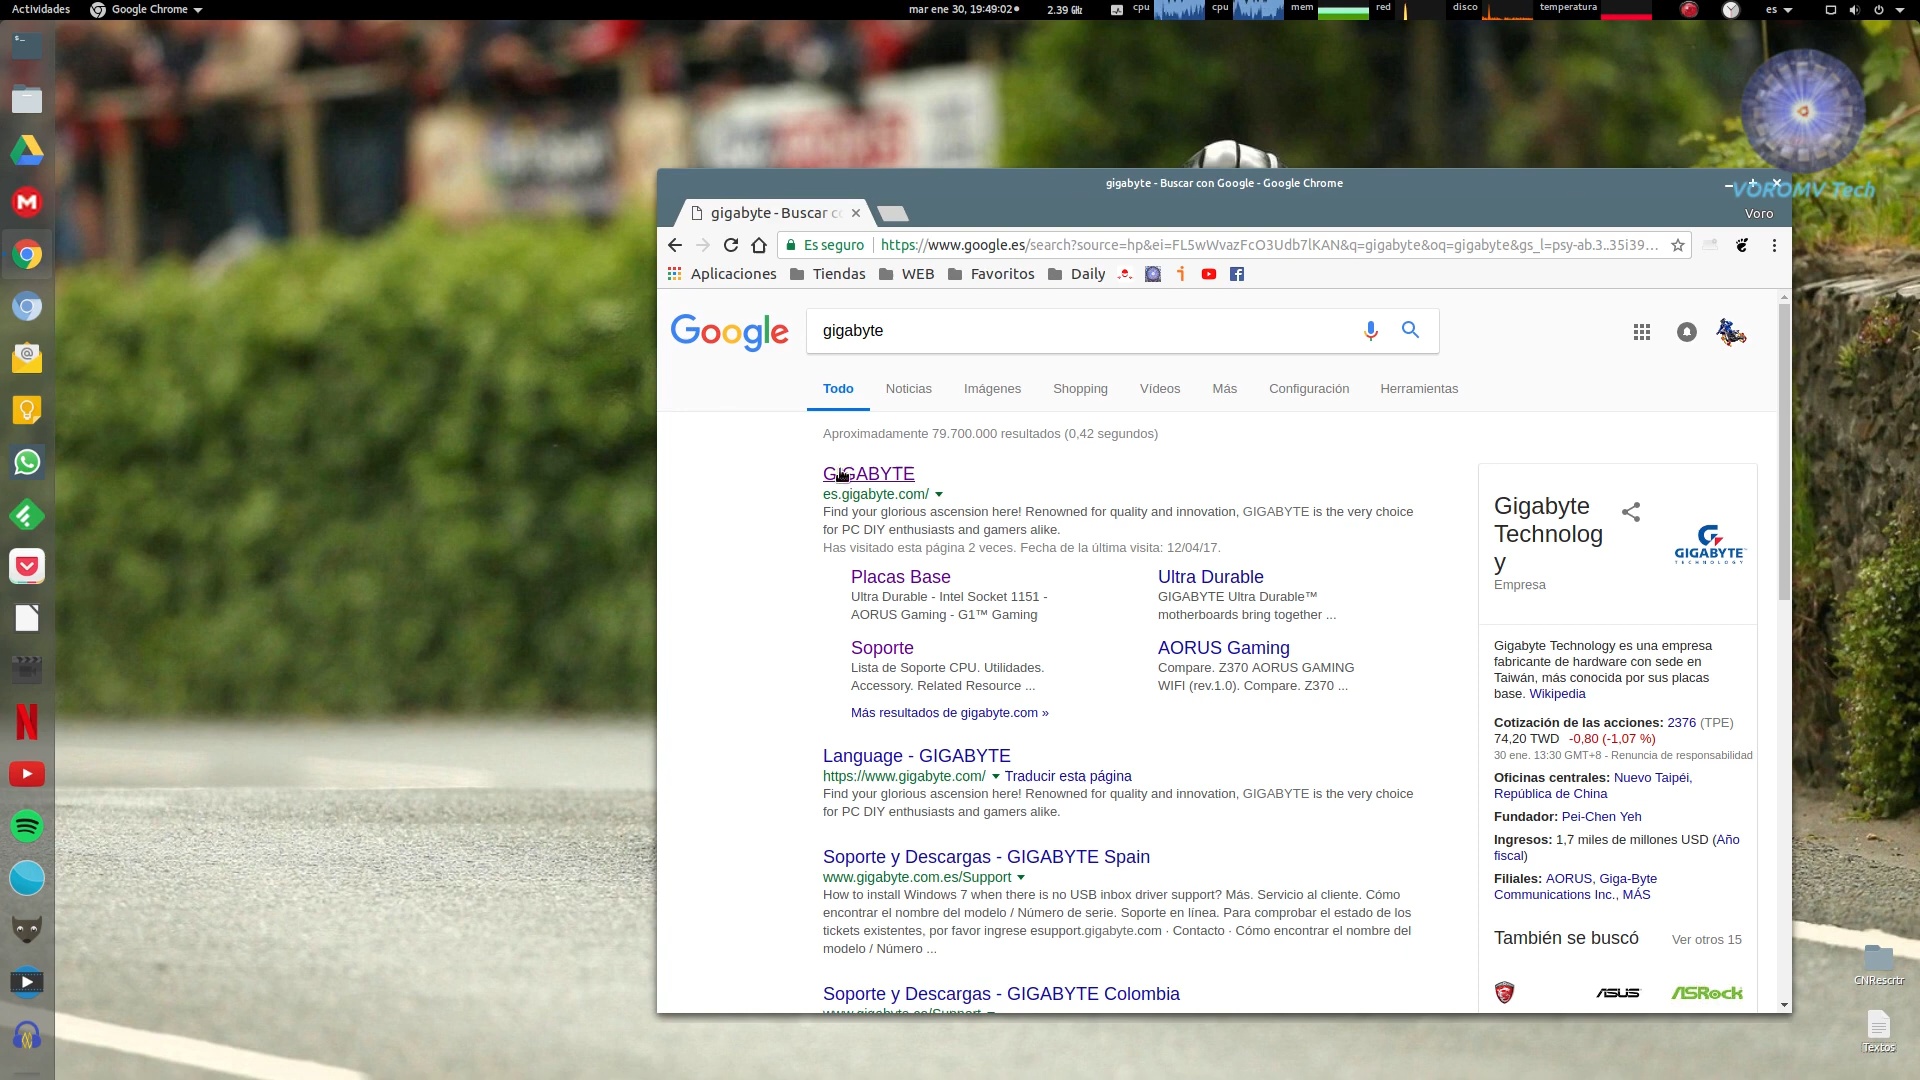 Actividades
Google Chrome
mar ene 30, 19:49:02
2.39 GHz
cpu
cpu
mem
red
disco
temperatura
es
VOROMV Tech
gigabyte - Buscar con Google - Google Chrome
gigabyte - Buscar co
Voro
Es seguro
https://www.google.es/search?source=hp&ei=FL5wWvazFcO3Udb7lKAN&q=gigabyte&oq=gigabyte&gs_l=psy-ab.3..35i39...
Aplicaciones
Tiendas
WEB
Favoritos
Daily
Google
gigabyte
Todo
Noticias
Imágenes
Shopping
Vídeos
Más
Configuración
Herramientas
Aproximadamente 79.700.000 resultados (0,42 segundos)
GIGABYTE
es.gigabyte.com/
Find your glorious ascension here! Renowned for quality and innovation, GIGABYTE is the very choice
for PC DIY enthusiasts and gamers alike.
Has visitado esta página 2 veces. Fecha de la última visita: 12/04/17.
Placas Base
Ultra Durable - Intel Socket 1151 -
AORUS Gaming - G1™ Gaming
Ultra Durable
GIGABYTE Ultra Durable™
motherboards bring together ...
Soporte
Lista de Soporte CPU. Utilidades.
Accessory. Related Resource ...
AORUS Gaming
Compare. Z370 AORUS GAMING
WIFI (rev.1.0). Compare. Z370 ...
Más resultados de gigabyte.com »
Language - GIGABYTE
https://www.gigabyte.com/
Traducir esta página
Find your glorious ascension here! Renowned for quality and innovation, GIGABYTE is the very choice
for PC DIY enthusiasts and gamers alike.
Soporte y Descargas - GIGABYTE Spain
www.gigabyte.com.es/Support
How to install Windows 7 when there is no USB inbox driver support? Más. Servicio al cliente. Cómo
encontrar el nombre del modelo / Número de serie. Soporte en línea. Para comprobar el estado de los
tickets existentes, por favor ingrese esupport.gigabyte.com · Contacto · Cómo encontrar el nombre del
modelo / Número ...
Soporte y Descargas - GIGABYTE Colombia
Gigabyte
Technolog
y
Empresa
GIGABYTE™
TECHNOLOGY
Gigabyte Technology es una empresa
fabricante de hardware con sede en
Taiwán, más conocida por sus placas
base. Wikipedia
Cotización de las acciones: 2376 (TPE)
74,20 TWD -0,80 (-1,07 %)
30 ene. 13:30 GMT+8 - Renuncia de responsabilidad
Oficinas centrales: Nuevo Taipéi,
República de China
Fundador: Pei-Chen Yeh
Ingresos: 1,7 miles de millones USD (Año
fiscal)
Filiales: AORUS, Giga-Byte
Communications Inc., MÁS
También se buscó
Ver otros 15
ASUS
ASRock
CNRescrtr
Textos